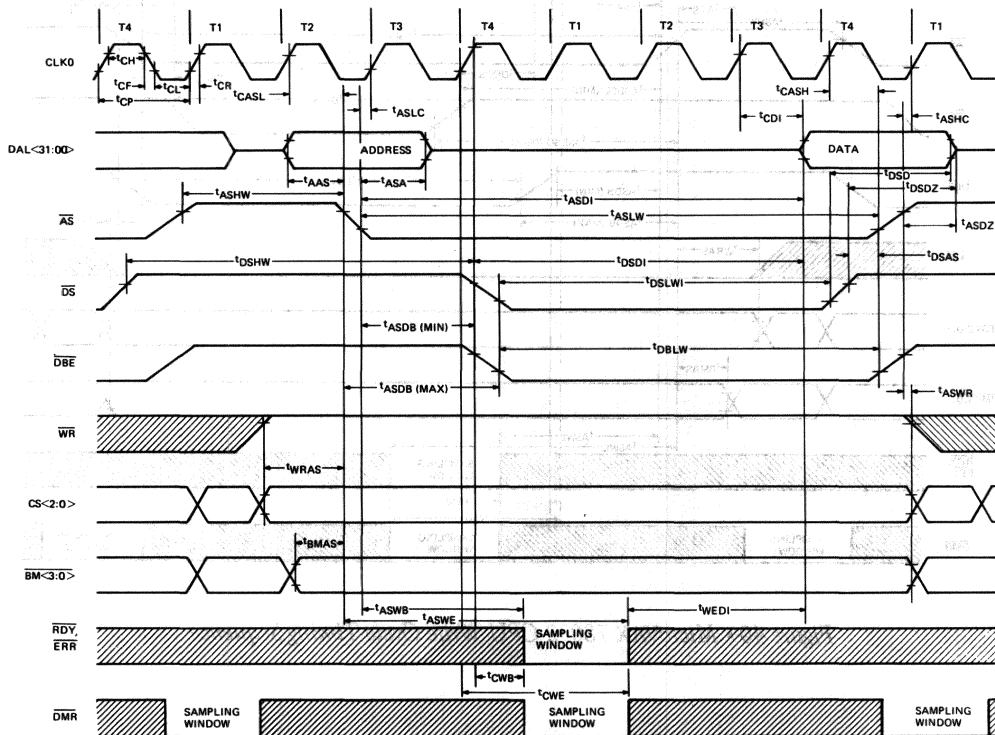 T4 T1 T2 T3 T4 T1 T2 T3 T4 T1
CLK0
tCH
tCF tCL tCR
tCP
tCASL
tASLC
tCASH
tCDI
tASHC
DAL<31:00>
ADDRESS
DATA
tAAS tASA
tDSD
tDSDZ
tASHW
tASDI
tASLW
tASDZ
AS
tDSHW
tDSDI
tDSAS
DS
tDSLWI
tASDB (MIN)
DBE
tDBLW
tASDB (MAX)
tASWR
WR
tWRAS
CS<2:0>
tBMAS
BM<3:0>
tASWB
tASWE
tWEDI
RDY,
ERR
SAMPLING
WINDOW
tCWB
tCWE
DMR
SAMPLING
WINDOW
SAMPLING
WINDOW
SAMPLING
WINDOW